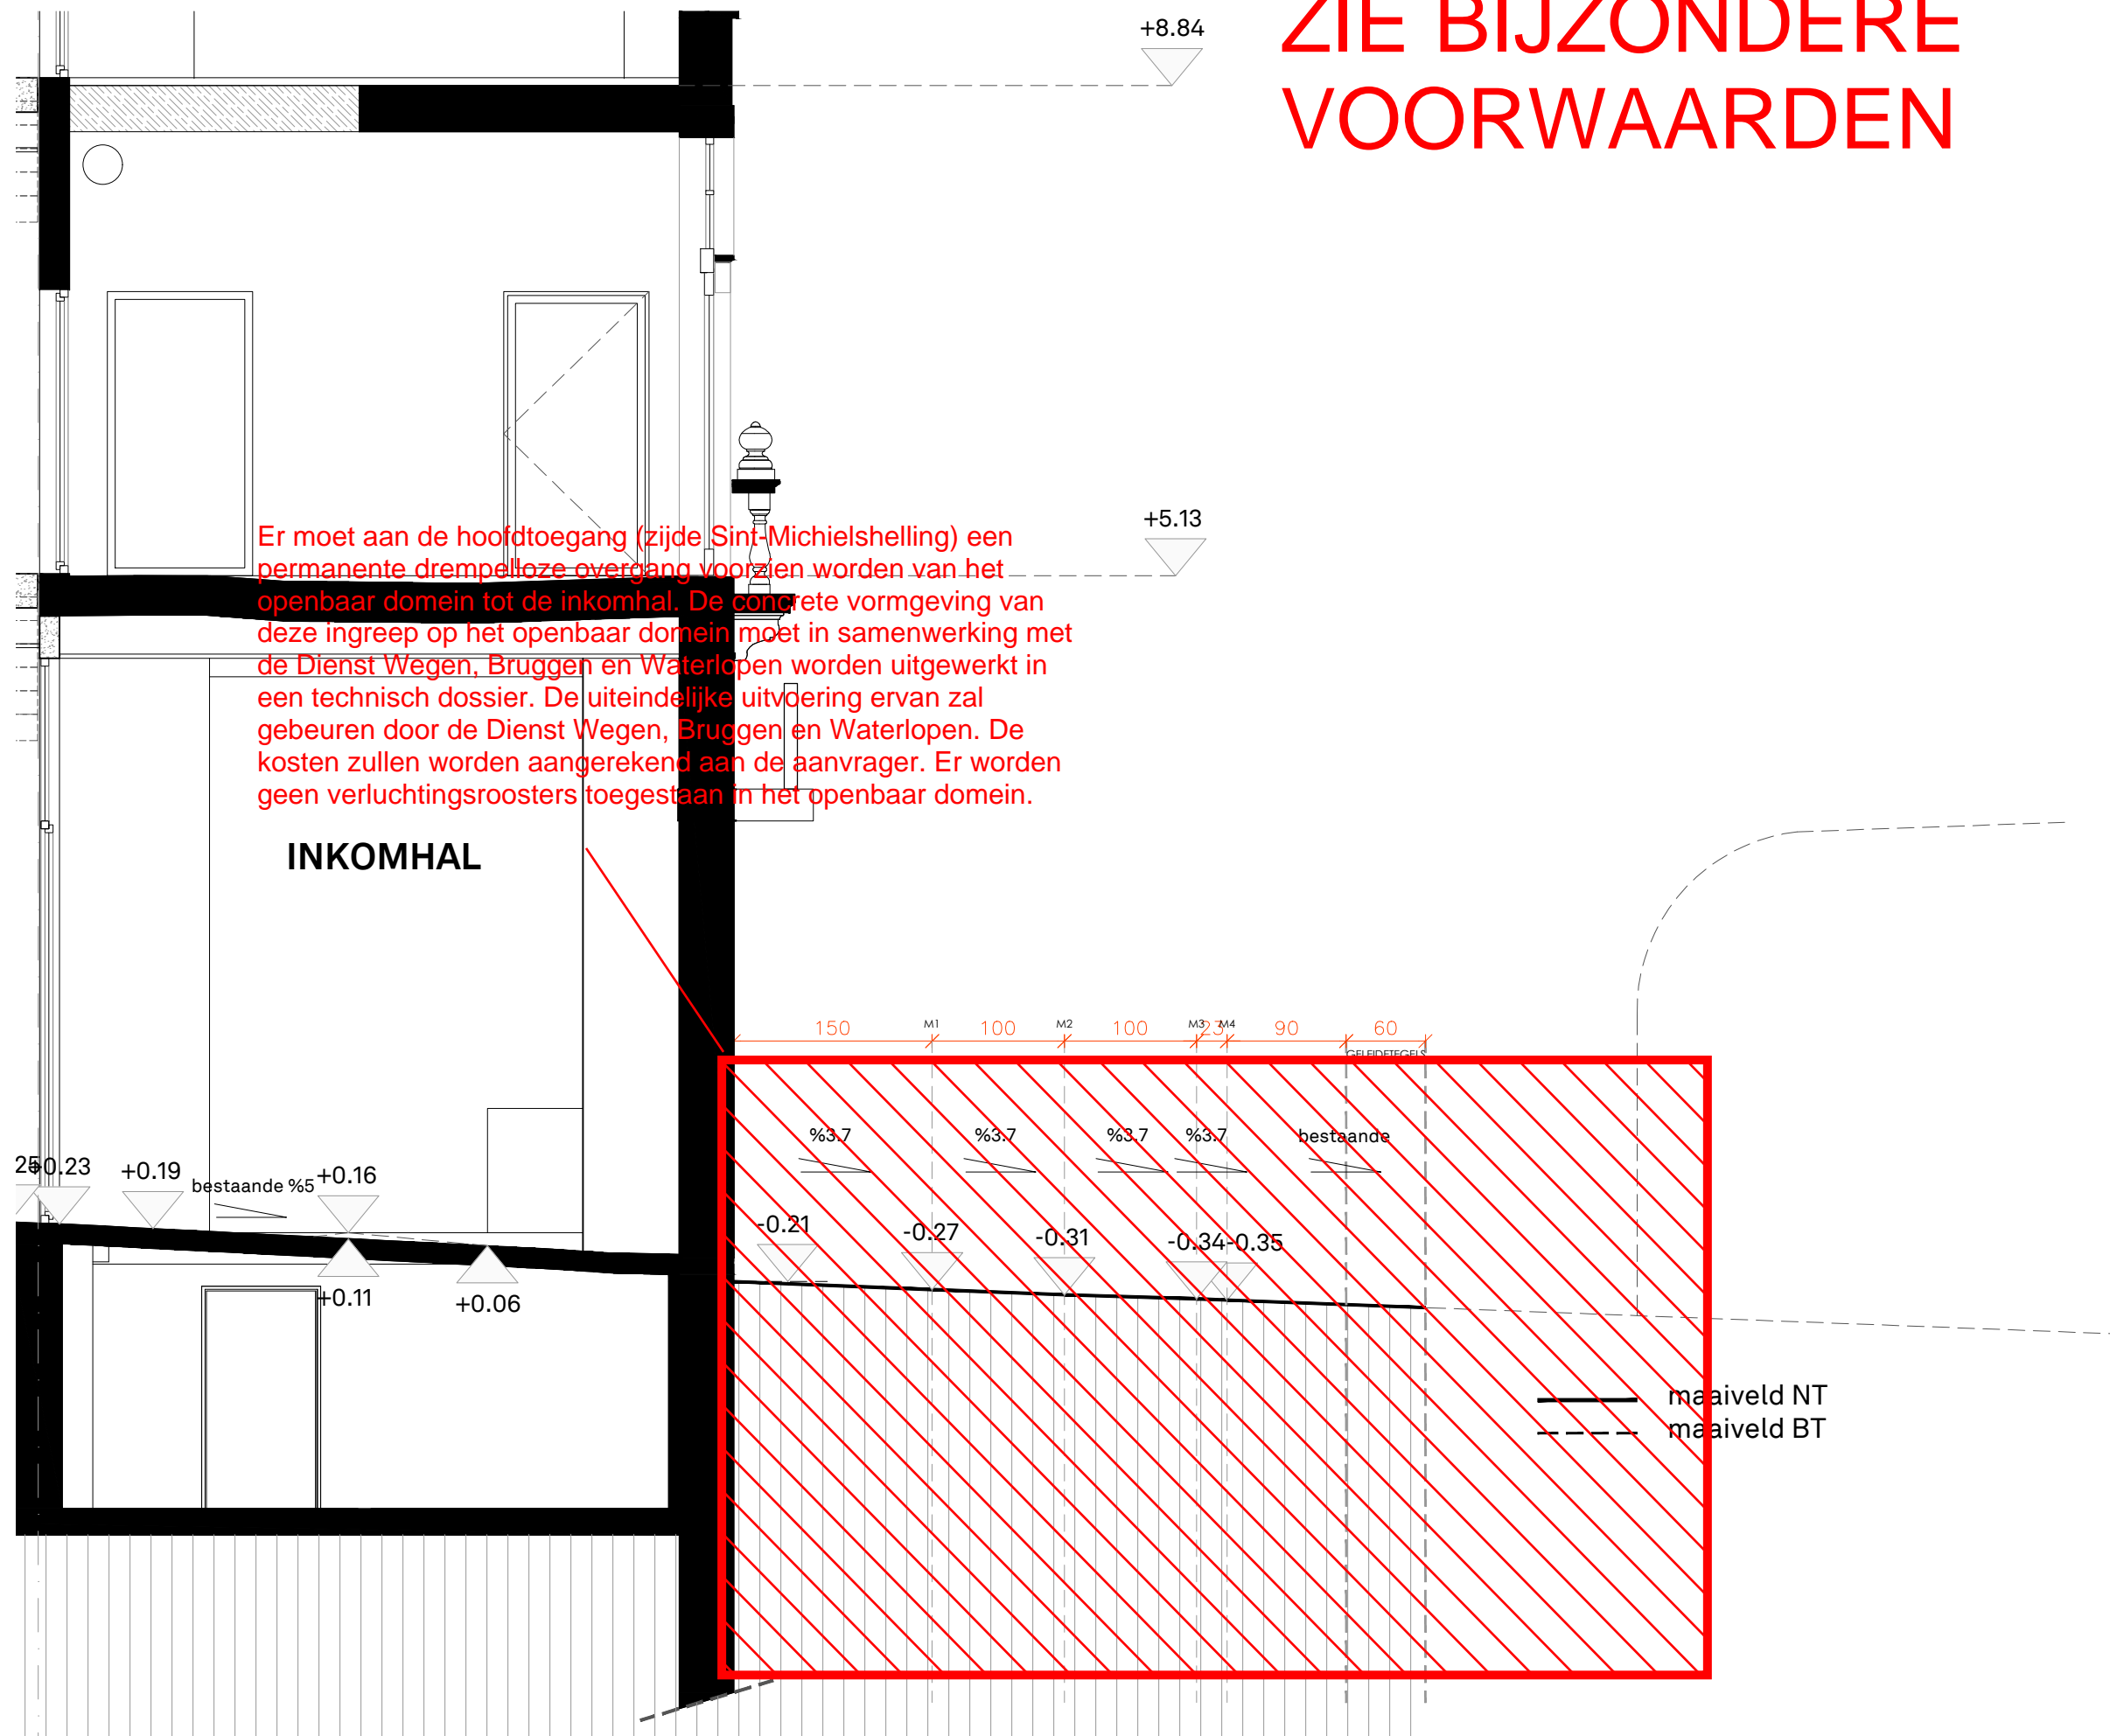 ZIE BIJZONDERE
VOORWAARDEN
+8.84
+5.13
Er moet aan de hoofdtoegang (zijde Sint-Michielshelling) een
permanente drempelloze overgang voorzien worden van het
openbaar domein tot de inkomhal. De concrete vormgeving van
deze ingreep op het openbaar domein moet in samenwerking met
de Dienst Wegen, Bruggen en Waterlopen worden uitgewerkt in
een technisch dossier. De uiteindelijke uitvoering ervan zal
gebeuren door de Dienst Wegen, Bruggen en Waterlopen. De
kosten zullen worden aangerekend aan de aanvrager. Er worden
geen verluchtingsroosters toegestaan in het openbaar domein.
INKOMHAL
150 M1 100 M2 100 M3 23 M4 90 60
GELEIDETEGELS
%3.7 %3.7 %3.7 %3.7 bestaande
25 +0.23 +0.19 bestaande %5 +0.16
-0.21 -0.27 -0.31 -0.34 -0.35
+0.11 +0.06
maaiveld NT
maaiveld BT